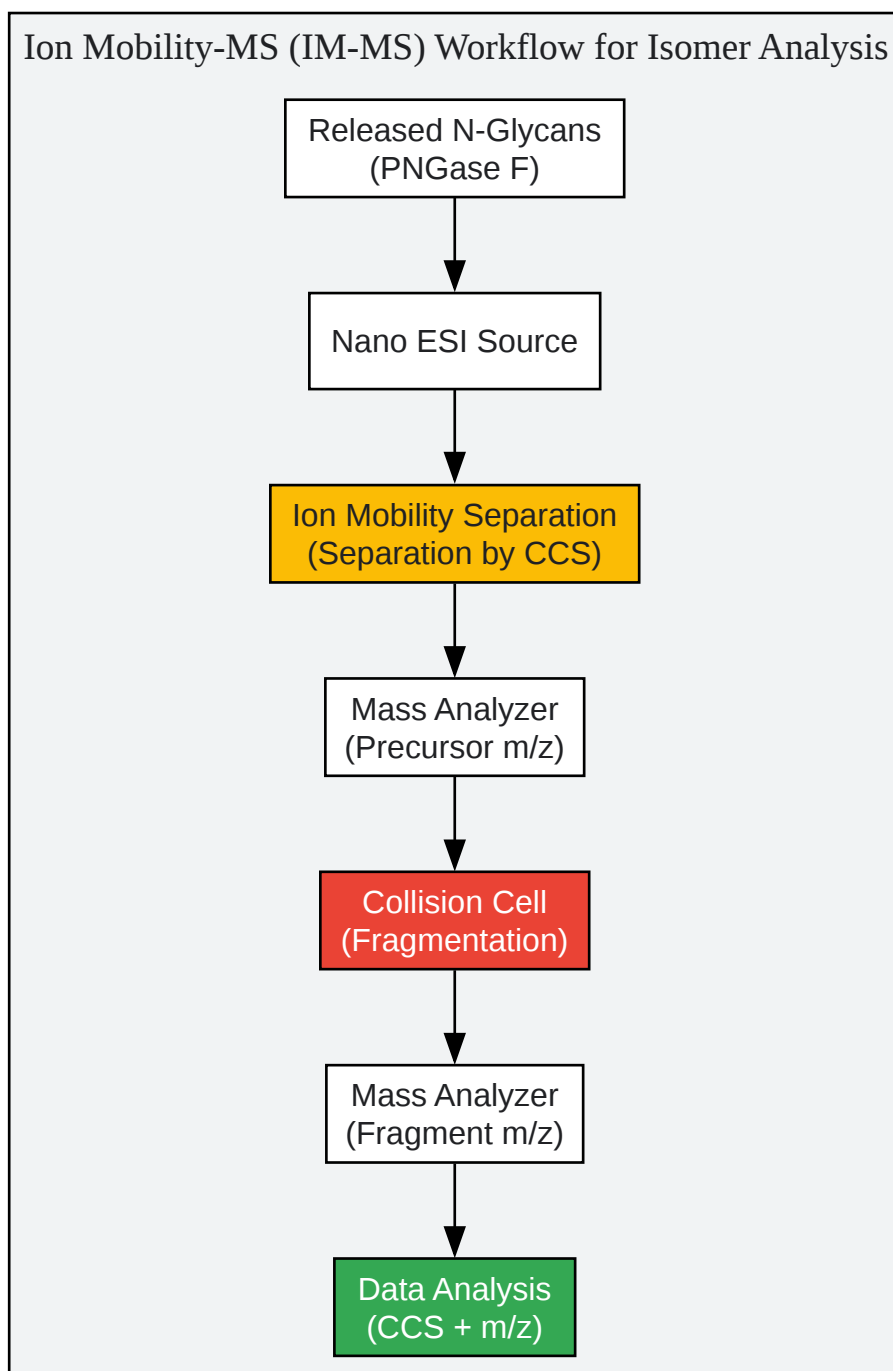 Ion Mobility-MS (IM-MS) Workflow for Isomer Analysis
Released N-Glycans
(PNGase F)
Nano ESI Source
Ion Mobility Separation
(Separation by CCS)
Mass Analyzer
(Precursor m/z)
Collision Cell
(Fragmentation)
Mass Analyzer
(Fragment m/z)
Data Analysis
(CCS + m/z)